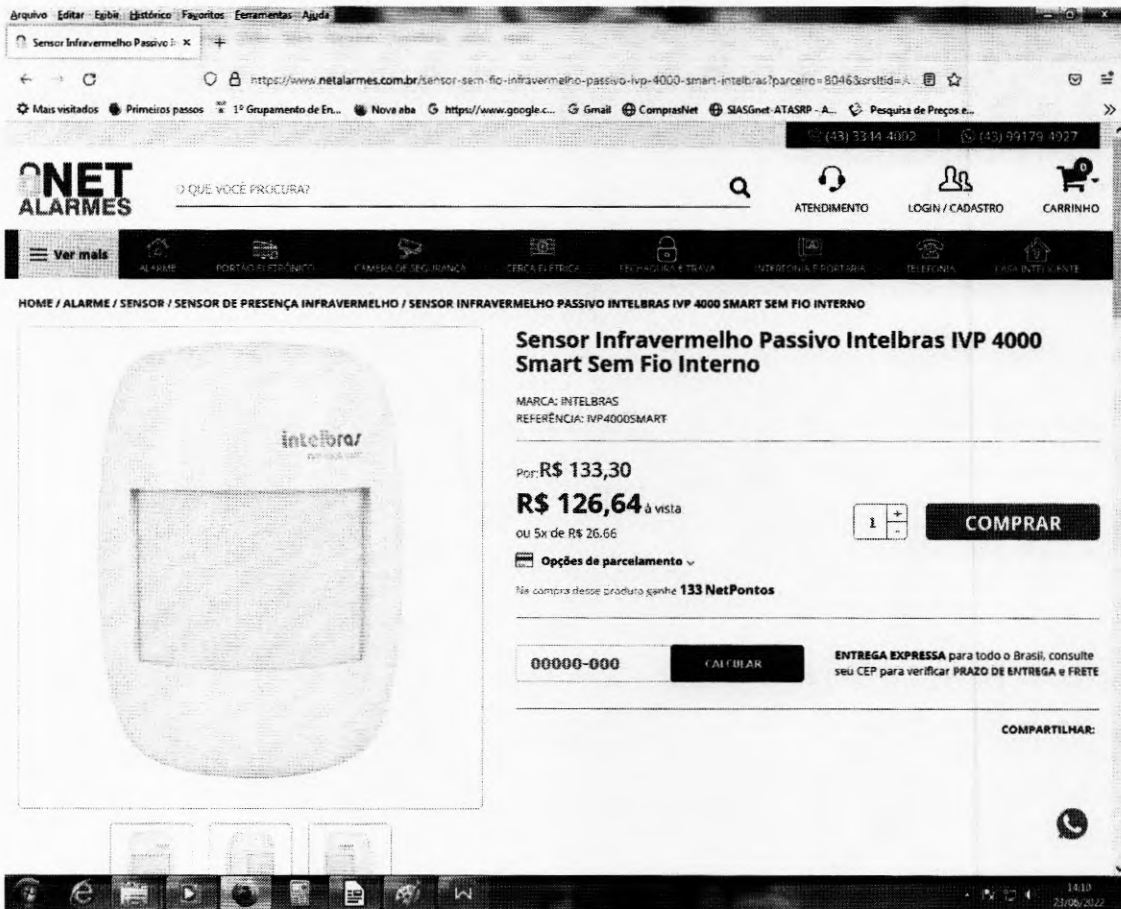 Arquivo Editar Exibir Histórico Favoritos Ferramentas Ajuda
Sensor Infravermelho Passivo I x +
https://www.netalarmes.com.br/sensor-sem-fio-infravermelho-passivo-ivp-4000-smart-intelbras?parceiro=8046&srsltid=A
Mais visitados Primeiros passos 1º Grupamento de En... Nova aba https://www.google.c... Gmail ComprasNet SIASGnet-ATASRP - A... Pesquisa de Preços e... »
(43) 3344-4002 (43) 99179-4927
NET
ALARMES
O QUE VOCÊ PROCURA?
ATENDIMENTO LOGIN / CADASTRO 0 CARRINHO
Ver mais ALARME PORTÃO ELETRÔNICO CÂMERA DE SEGURANÇA CERCA ELÉTRICA FECHADURA E TRAVA INTERFONIA E PORTARIA TELEFONIA CASA INTELIGENTE
HOME / ALARME / SENSOR / SENSOR DE PRESENÇA INFRAVERMELHO / SENSOR INFRAVERMELHO PASSIVO INTELBRAS IVP 4000 SMART SEM FIO INTERNO
intelbras
Sensor Infravermelho Passivo Intelbras IVP 4000
Smart Sem Fio Interno
MARCA: INTELBRAS
REFERÊNCIA: IVP4000SMART
Por: R$ 133,30
R$ 126,64 à vista
ou 5x de R$ 26.66
1 + -
COMPRAR
Opções de parcelamento
Na compra desse produto ganhe 133 NetPontos
00000-000 CALCULAR
ENTREGA EXPRESSA para todo o Brasil, consulte
seu CEP para verificar PRAZO DE ENTREGA e FRETE
COMPARTILHAR:
14:10
23/06/2022